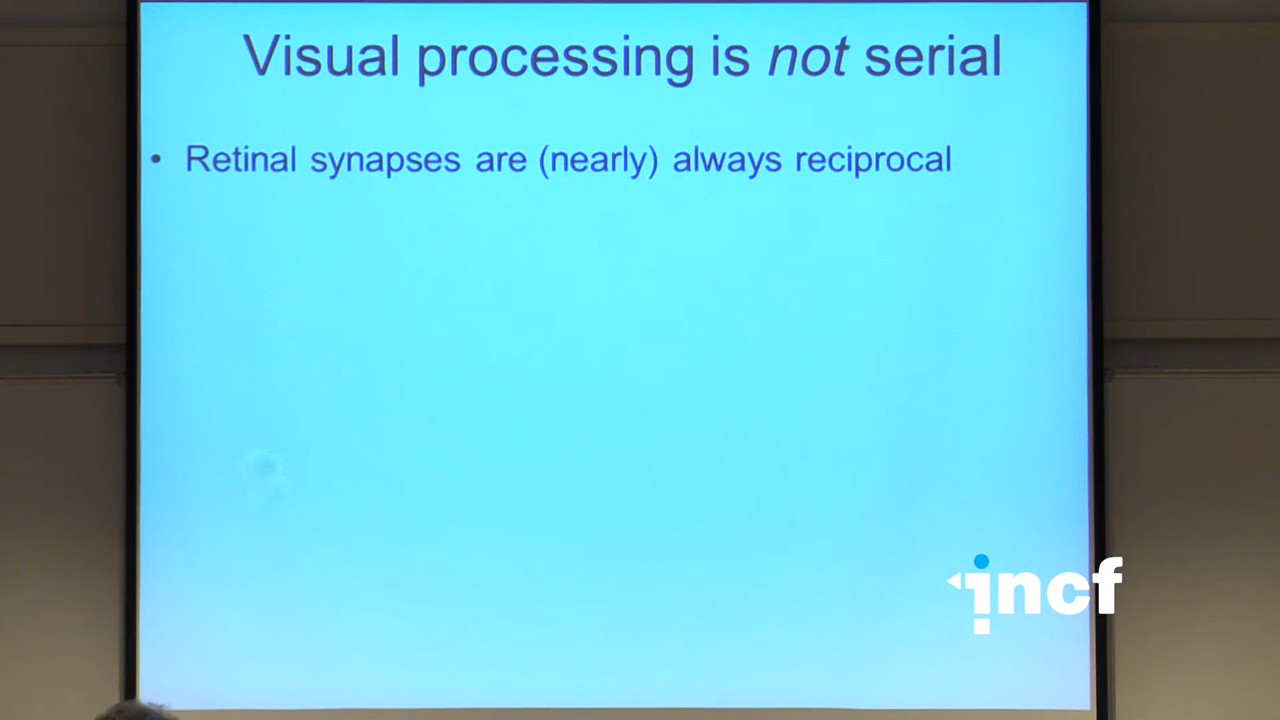 Visual processing is not serial
• Retinal synapses are (nearly) always reciprocal
incf